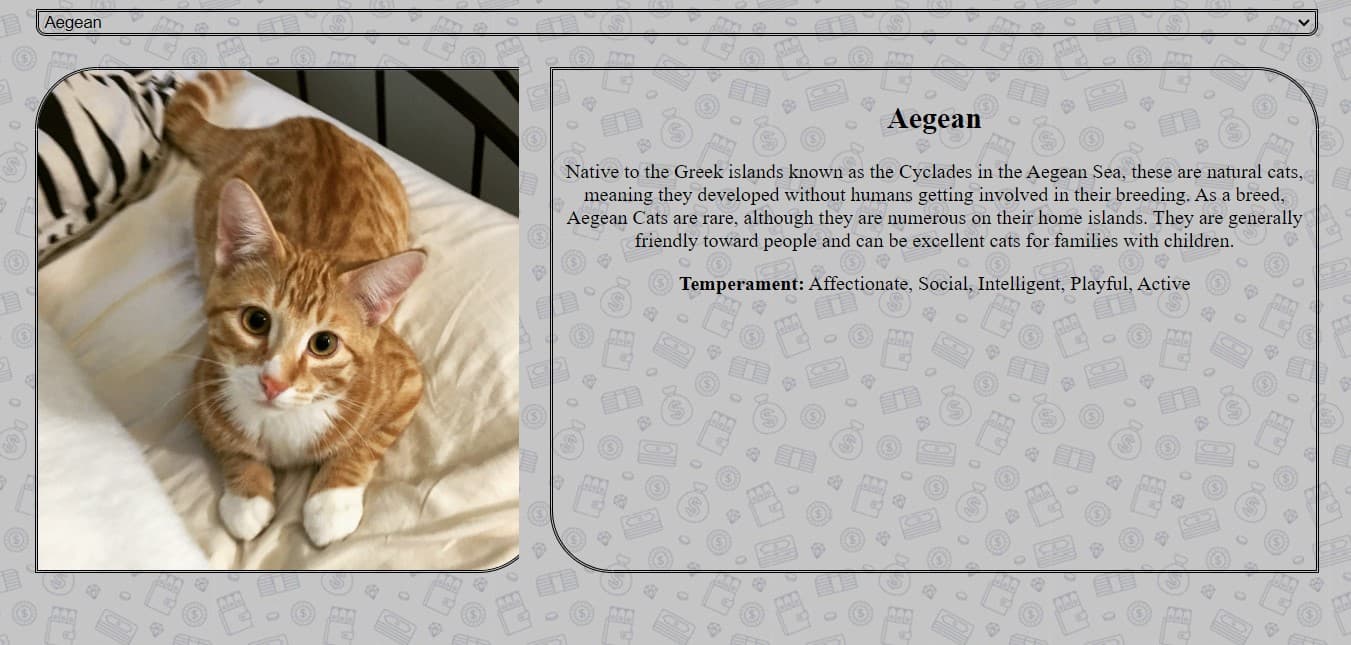 Aegean
Aegean
Native to the Greek islands known as the Cyclades in the Aegean Sea, these are natural cats,
meaning they developed without humans getting involved in their breeding. As a breed,
Aegean Cats are rare, although they are numerous on their home islands. They are generally
friendly toward people and can be excellent cats for families with children.
Temperament: Affectionate, Social, Intelligent, Playful, Active